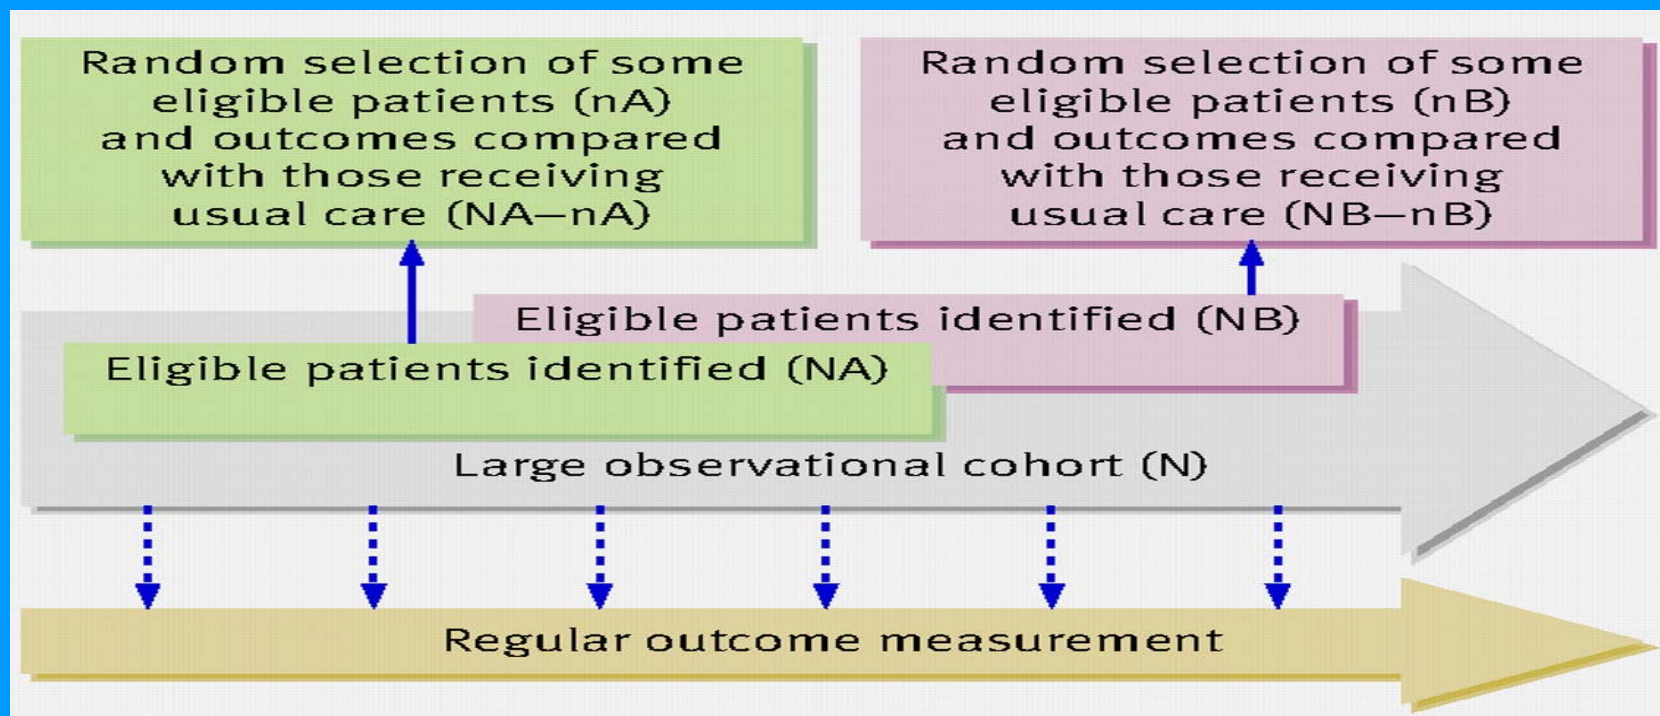 Random selection of some
eligible patients (nA)
and outcomes compared
with those receiving
usual care (NA–nA)
Random selection of some
eligible patients (nB)
and outcomes compared
with those receiving
usual care (NB–nB)
Eligible patients identified (NB)
Eligible patients identified (NA)
Large observational cohort (N)
Regular outcome measurement